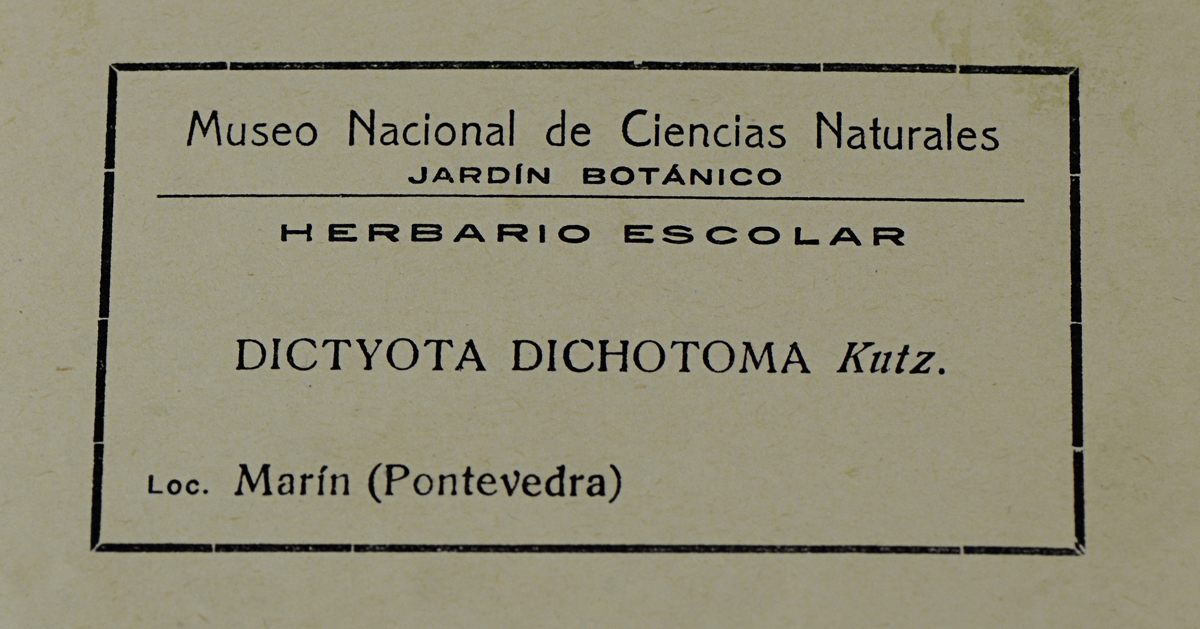 Museo Nacional de Ciencias Naturales
JARDÍN BOTÁNICO
HERBARIO ESCOLAR
DICTYOTA DICHOTOMA Kutz.
Loc. Marín (Pontevedra)